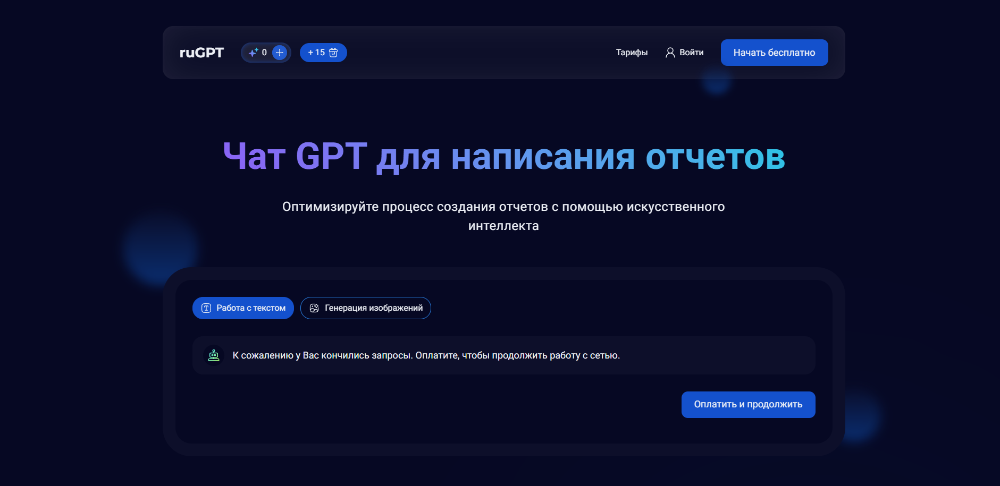 ruGPT
0
+ 15
Тарифы
Войти
Начать бесплатно
Чат GPT для написания отчетов
Оптимизируйте процесс создания отчетов с помощью искусственного
интеллекта
Работа с текстом
Генерация изображений
К сожалению у Вас кончились запросы. Оплатите, чтобы продолжить работу с сетью.
Оплатить и продолжить